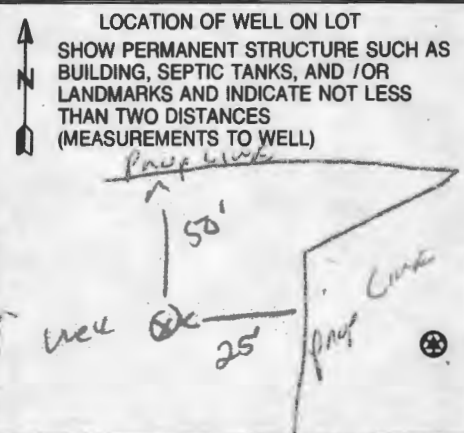 LOCATION OF WELL ON LOT
SHOW PERMANENT STRUCTURE SUCH AS
BUILDING, SEPTIC TANKS, AND / OR
LANDMARKS AND INDICATE NOT LESS
THAN TWO DISTANCES
(MEASUREMENTS TO WELL)
N
Prop Line
50'
Well
25'
Prop Line